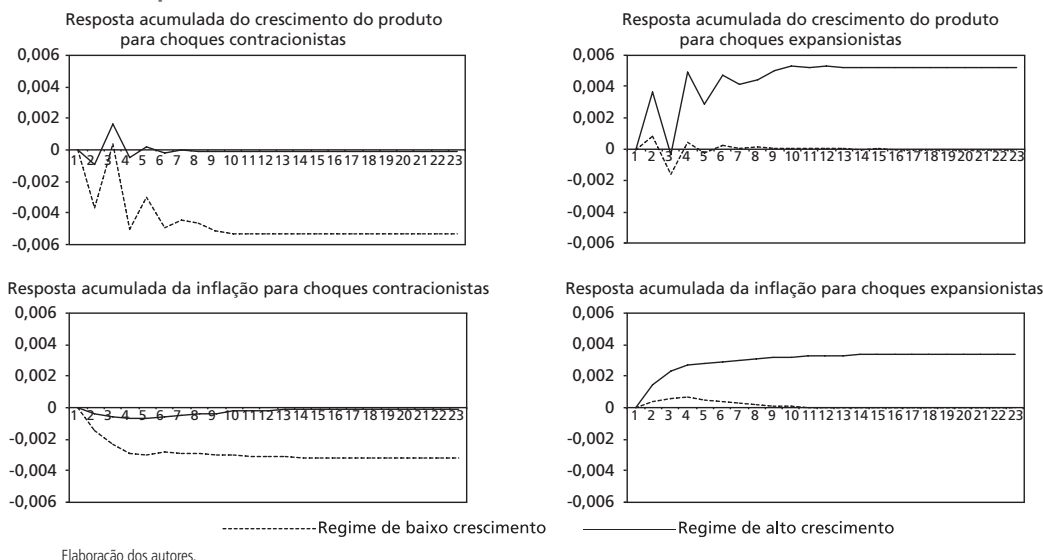 Resposta acumulada do crescimento do produto
para choques contracionistas
0,006
0,004
0,002
0
-0,002
-0,004
-0,006
1 2 3 4 5 6 7 8 9 10 11 12 13 14 15 16 17 18 19 20 21 22 23
Resposta acumulada do crescimento do produto
para choques expansionistas
0,006
0,004
0,002
0
-0,002
-0,004
-0,006
1 2 3 4 5 6 7 8 9 10 11 12 13 14 15 16 17 18 19 20 21 22 23
Resposta acumulada da inflação para choques contracionistas
0,006
0,004
0,002
0
-0,002
-0,004
-0,006
1 2 3 4 5 6 7 8 9 10 11 12 13 14 15 16 17 18 19 20 21 22 23
Resposta acumulada da inflação para choques expansionistas
0,006
0,004
0,002
0
-0,002
-0,004
-0,006
1 2 3 4 5 6 7 8 9 10 11 12 13 14 15 16 17 18 19 20 21 22 23
Regime de baixo crescimento
Regime de alto crescimento
Elaboração dos autores.